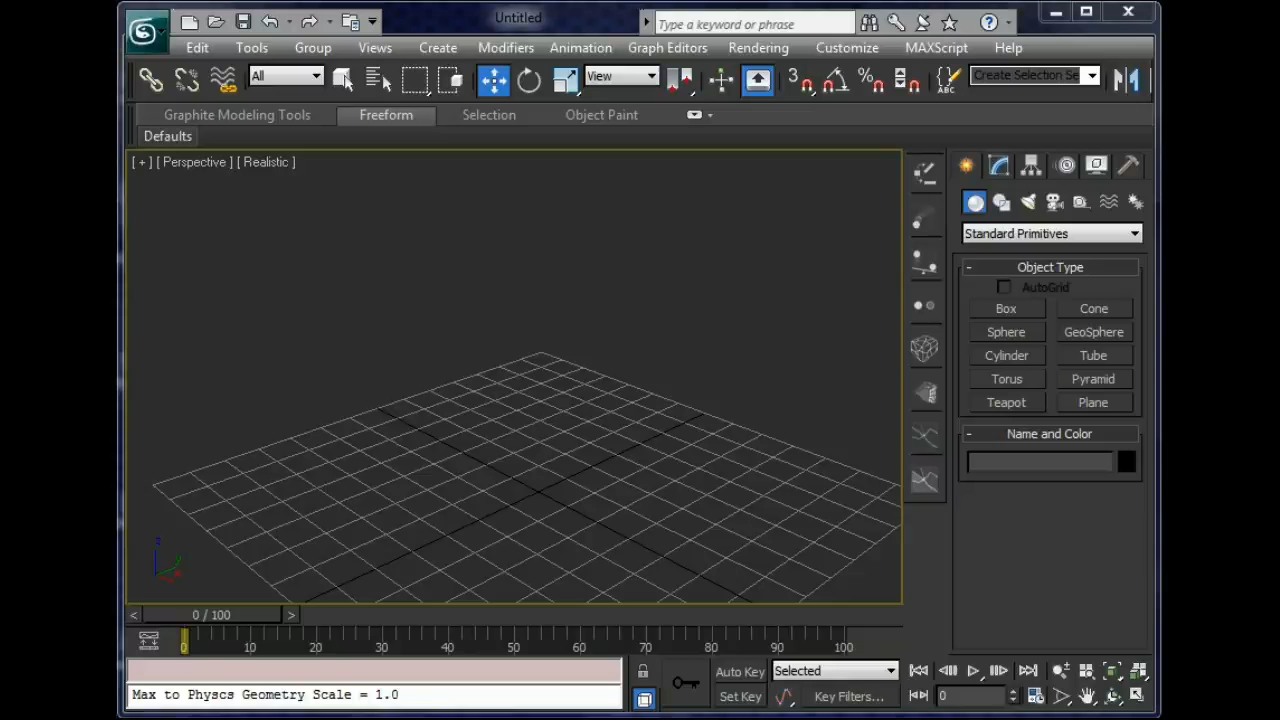 Untitled
Type a keyword or phrase
Edit Tools Group Views Create Modifiers Animation Graph Editors Rendering Customize MAXScript Help
All View 3 % ABC Create Selection Se
Graphite Modeling Tools Freeform Selection Object Paint
Defaults
[ + ] [ Perspective ] [ Realistic ]
Standard Primitives
- Object Type
AutoGrid
Box Cone
Sphere GeoSphere
Cylinder Tube
Torus Pyramid
Teapot Plane
- Name and Color
z
< 0 / 100 >
0 10 20 30 40 50 60 70 80 90 100
Auto Key Selected
Max to Physcs Geometry Scale = 1.0
Set Key Key Filters... 0